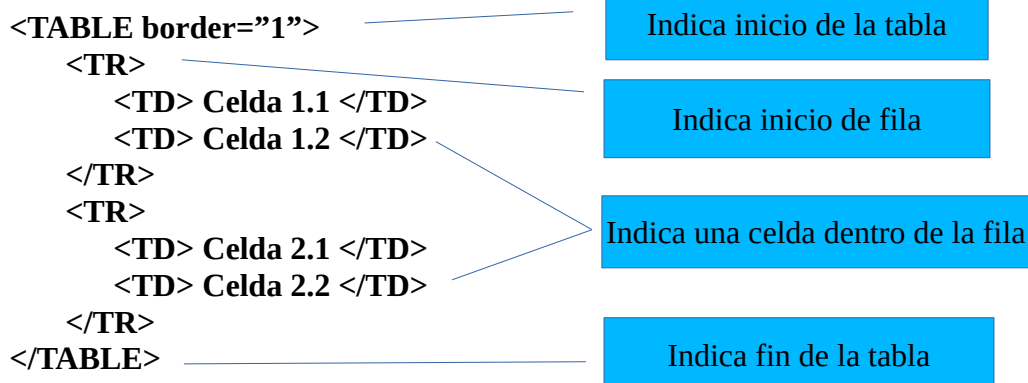 <TABLE border=”1”>
<TR>
<TD> Celda 1.1 </TD>
<TD> Celda 1.2 </TD>
</TR>
<TR>
<TD> Celda 2.1 </TD>
<TD> Celda 2.2 </TD>
</TR>
</TABLE>
Indica inicio de la tabla
Indica inicio de fila
Indica una celda dentro de la fila
Indica fin de la tabla